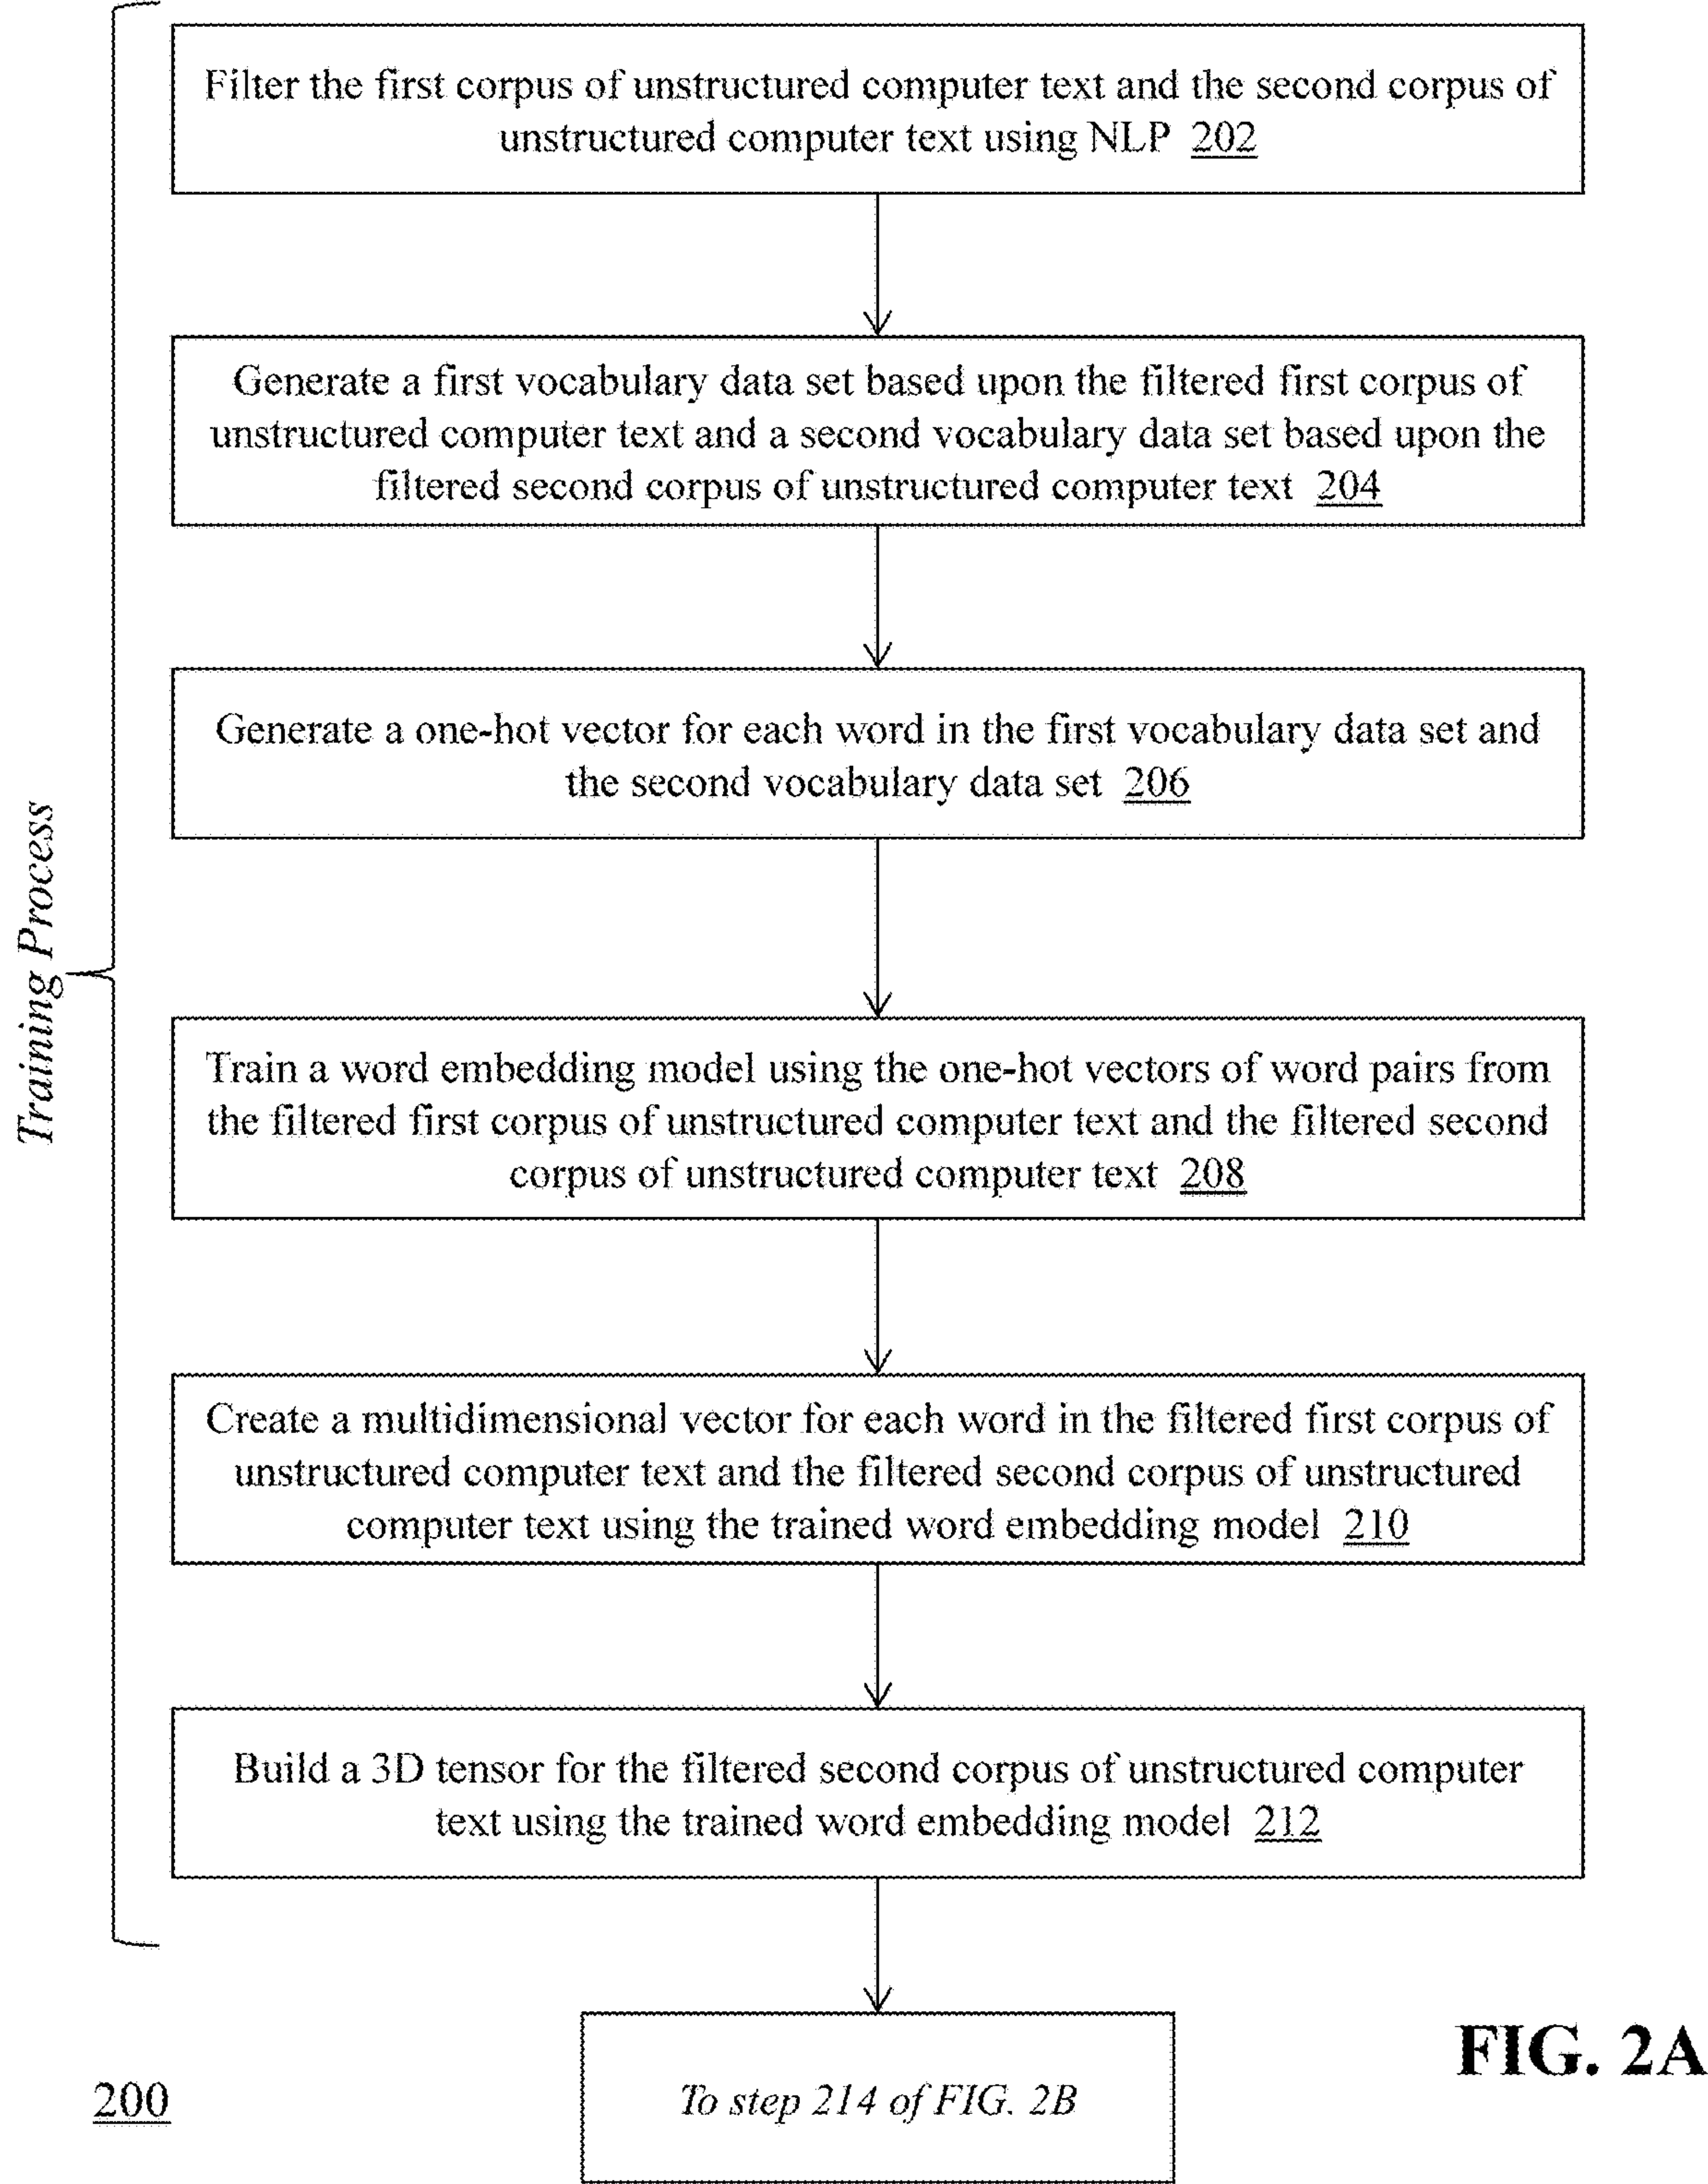 Filter the first corpus of unstructured computer text and the second corpus of
unstructured computer text using NLP 202
Generate a first vocabulary data set based upon the filtered first corpus of
unstructured computer text and a second vocabulary data set based upon the
filtered second corpus of unstructured computer text 204
Generate a one-hot vector for each word in the first vocabulary data set and
the second vocabulary data set 206
Training Process
Train a word embedding model using the one-hot vectors of word pairs from
the filtered first corpus of unstructured computer text and the filtered second
corpus of unstructured computer text 208
Create a multidimensional vector for each word in the filtered first corpus of
unstructured computer text and the filtered second corpus of unstructured
computer text using the trained word embedding model 210
Build a 3D tensor for the filtered second corpus of unstructured computer
text using the trained word embedding model 212
To step 214 of FIG. 2B
200
FIG. 2A